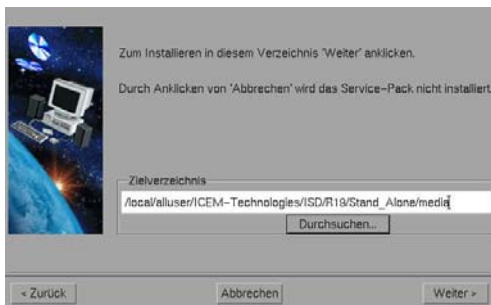 Zum Installieren in diesem Verzeichnis 'Weiter' anklicken.
Durch Anklicken von 'Abbrechen' wird das Service-Pack nicht installiert.
Zielverzeichnis
/local/alluser/ICEM-Technologies/ISD/R19/Stand_Alone/media
Durchsuchen...
< Zurück
Abbrechen
Weiter >